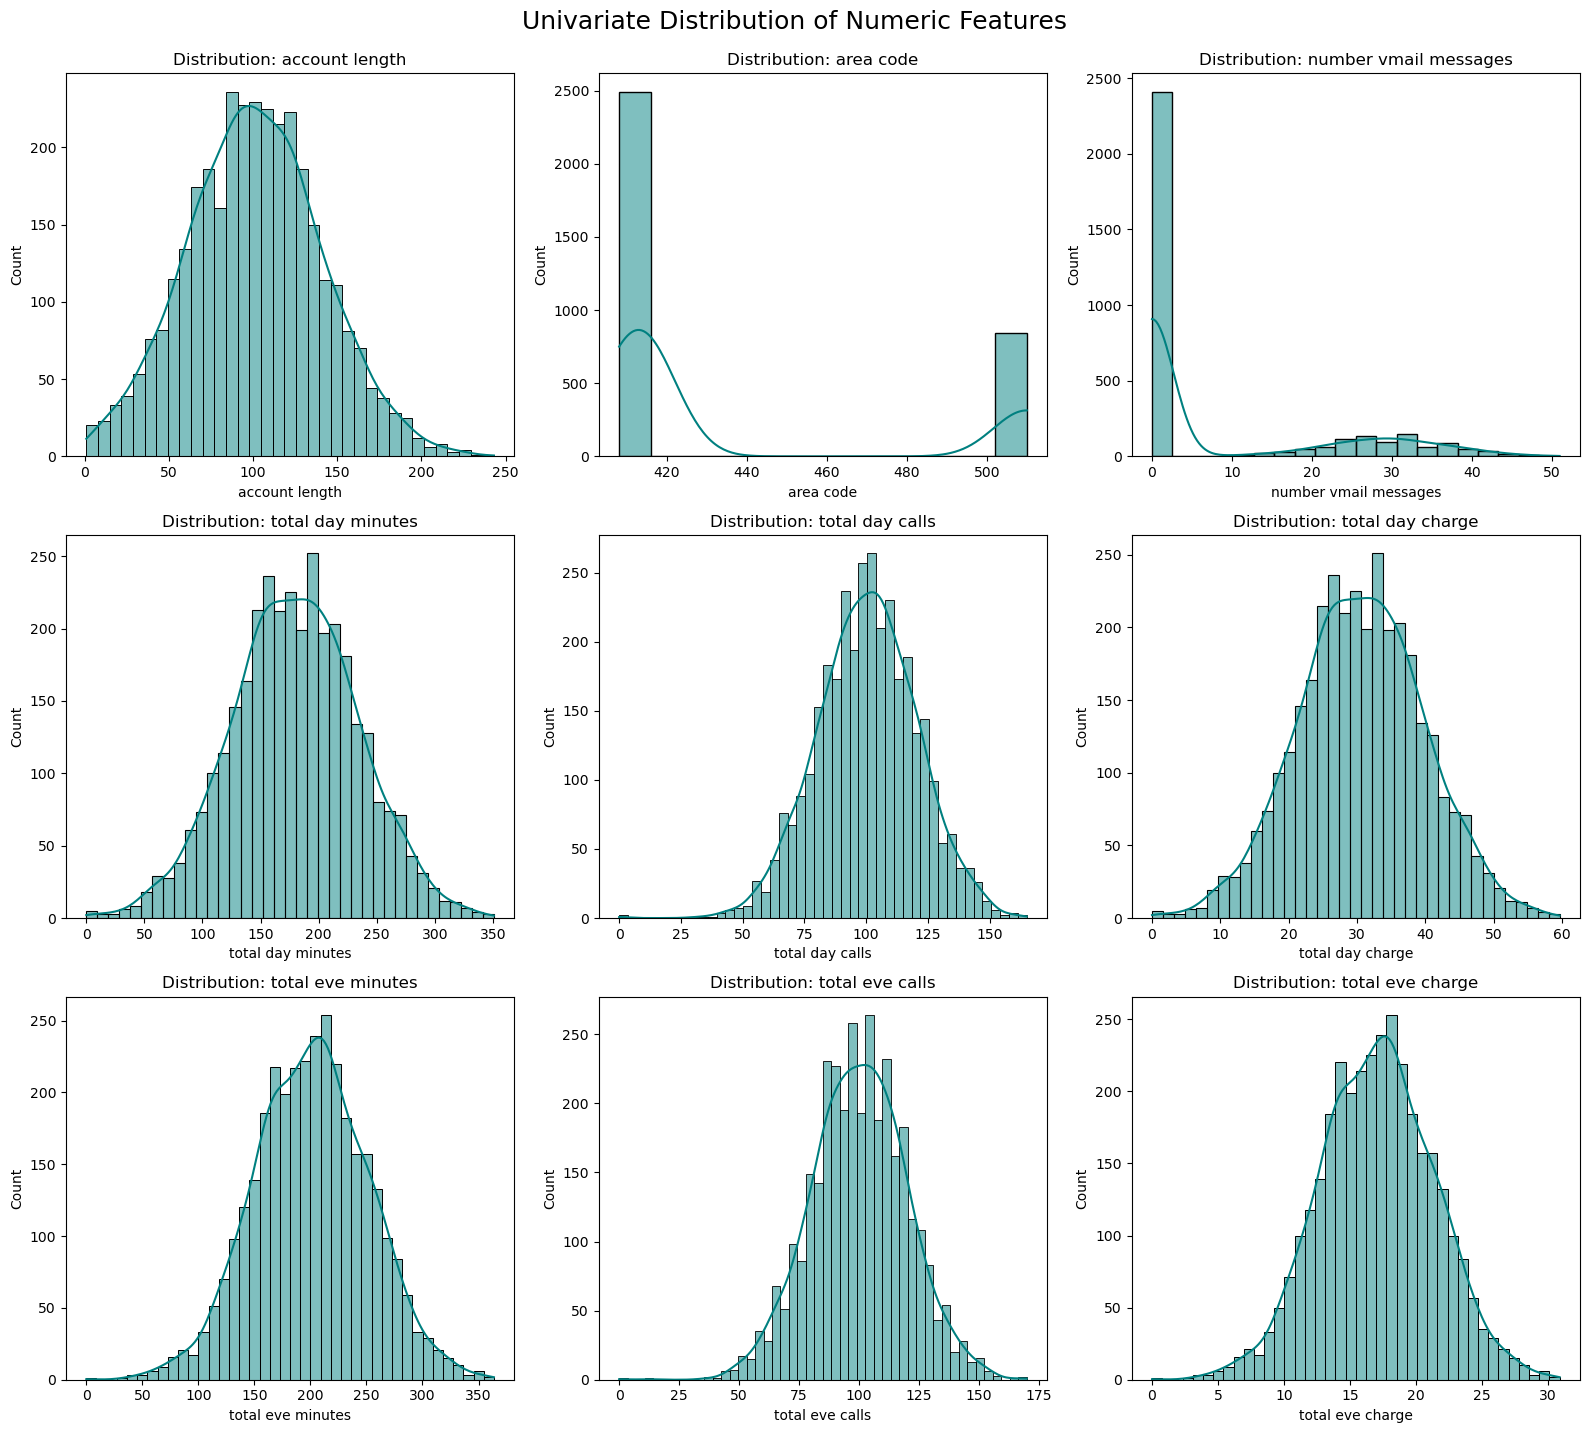 Univariate Distribution of Numeric Features
Distribution: account length
Count
200
150
100
50
0
0 50 100 150 200 250
account length
Distribution: area code
Count
2500
2000
1500
1000
500
0
420 440 460 480 500
area code
Distribution: number vmail messages
Count
2500
2000
1500
1000
500
0
0 10 20 30 40 50
number vmail messages
Distribution: total day minutes
Count
250
200
150
100
50
0
0 50 100 150 200 250 300 350
total day minutes
Distribution: total day calls
Count
250
200
150
100
50
0
0 25 50 75 100 125 150
total day calls
Distribution: total day charge
Count
250
200
150
100
50
0
0 10 20 30 40 50 60
total day charge
Distribution: total eve minutes
Count
250
200
150
100
50
0
0 50 100 150 200 250 300 350
total eve minutes
Distribution: total eve calls
Count
250
200
150
100
50
0
0 25 50 75 100 125 150 175
total eve calls
Distribution: total eve charge
Count
250
200
150
100
50
0
0 5 10 15 20 25 30
total eve charge